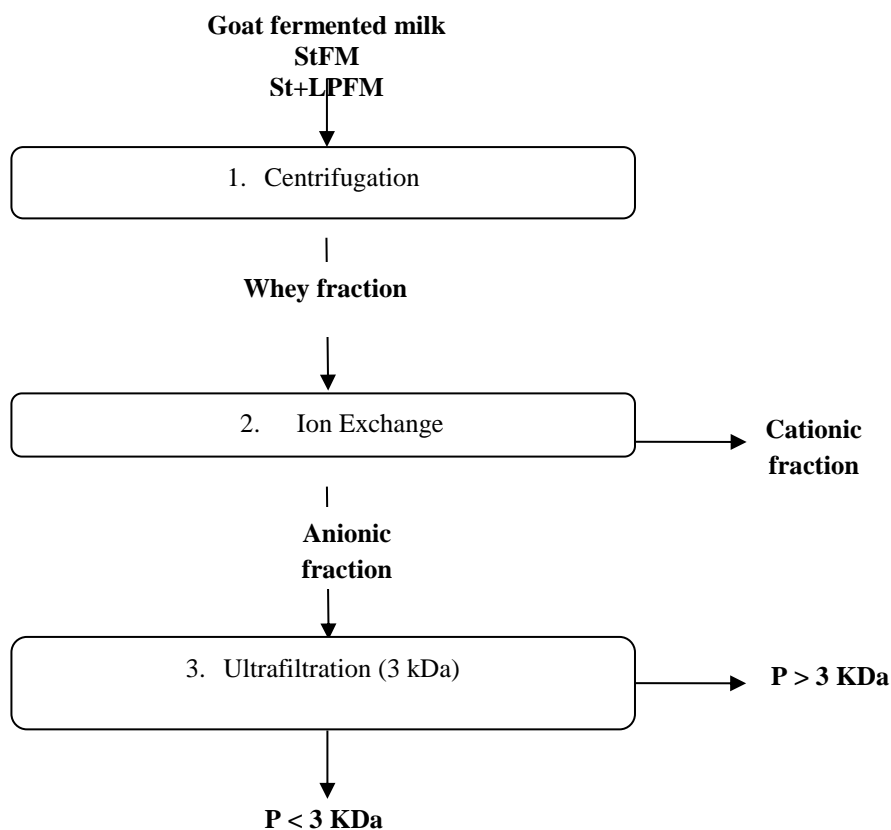 Goat fermented milk
StFM
St+LPFM
1. Centrifugation
Whey fraction
2. Ion Exchange
Cationic
fraction
Anionic
fraction
3. Ultrafiltration (3 kDa)
P > 3 KDa
P < 3 KDa